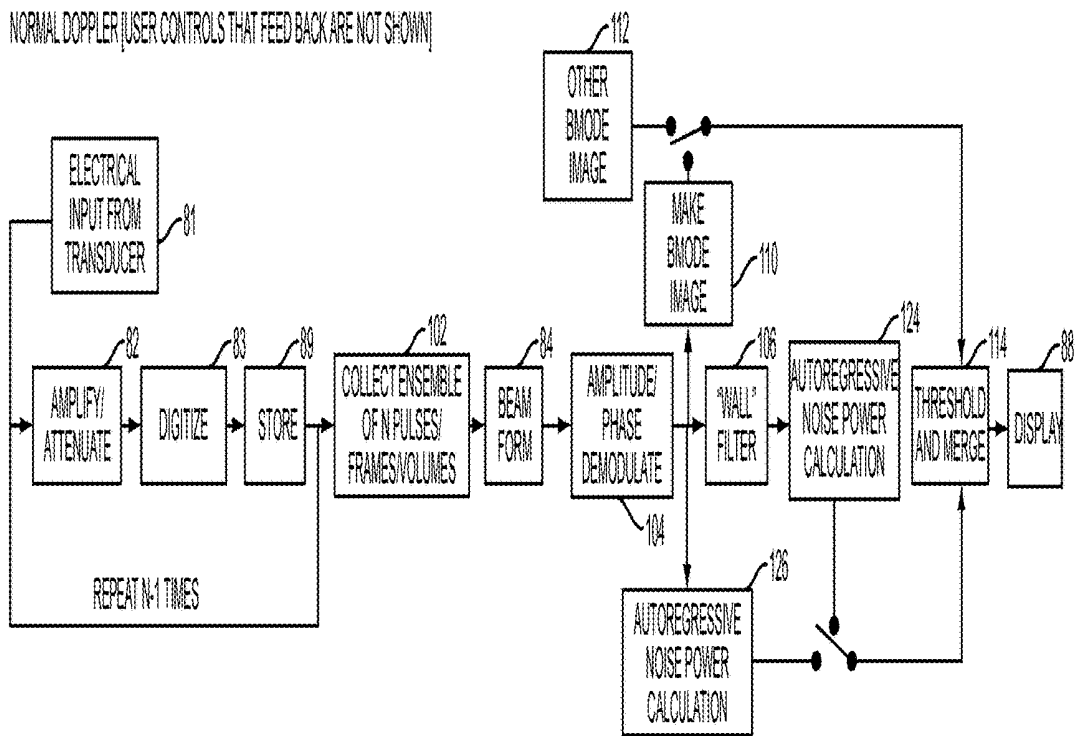 NORMAL DOPPLER [USER CONTROLS THAT FEED BACK ARE NOT SHOWN]
112
OTHER
BMODE
IMAGE
ELECTRICAL
INPUT FROM
TRANSDUCER
81
MAKE
BMODE
IMAGE
110
82
AMPLIFY/
ATTENUATE
83
DIGITIZE
89
STORE
102
COLLECT ENSEMBLE
OF N PULSES/
FRAMES/VOLUMES
84
BEAM
FORM
AMPLITUDE/
PHASE
DEMODULATE
104
106
"WALL"
FILTER
124
AUTOREGRESSIVE
NOISE POWER
CALCULATION
114
THRESHOLD
AND MERGE
88
DISPLAY
REPEAT N-1 TIMES
126
AUTOREGRESSIVE
NOISE POWER
CALCULATION